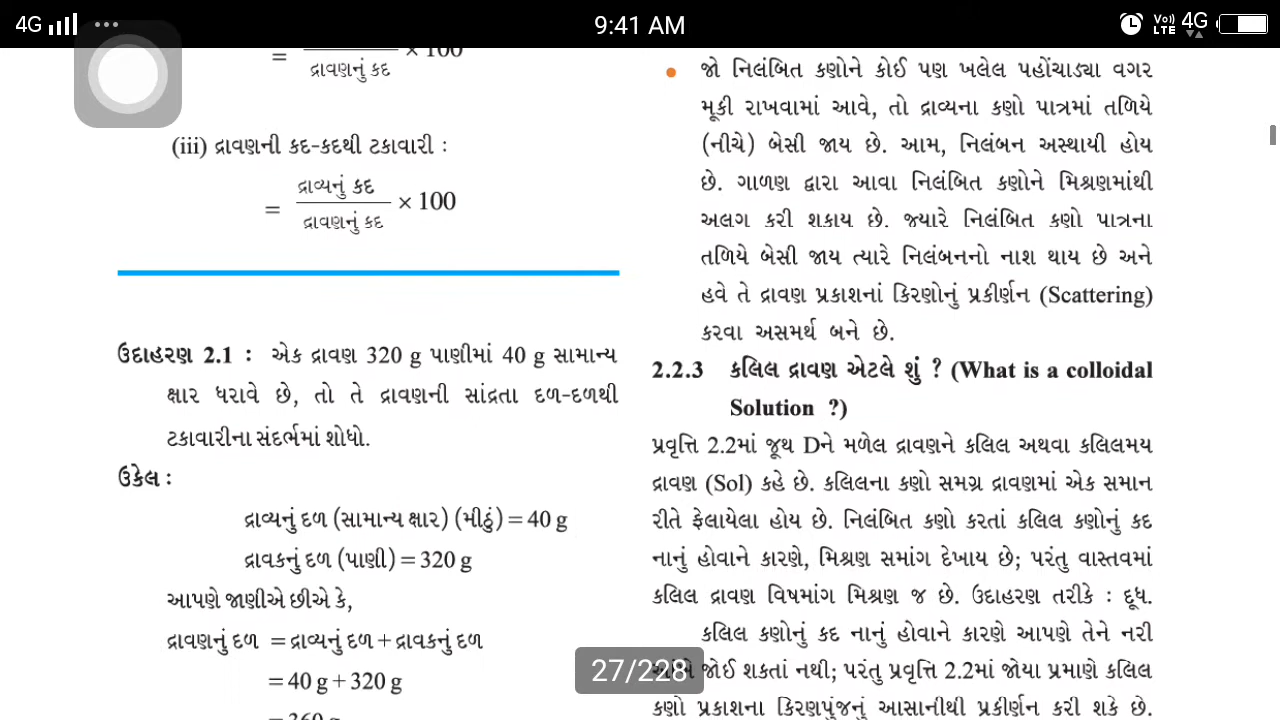 4G
9:41 AM
Vo) LTE 4G
= દ્રાવણનું કદ × 100
(iii) દ્રાવણની કદ-કદથી ટકાવારી :
દ્રાવ્યનું કદ
= × 100
દ્રાવણનું કદ
ઉદાહરણ 2.1 : એક દ્રાવણ 320 g પાણીમાં 40 g સામાન્ય
ક્ષાર ધરાવે છે, તો તે દ્રાવણની સાંદ્રતા દળ-દળથી
ટકાવારીના સંદર્ભમાં શોધો.
ઉકેલ :
દ્રાવ્યનું દળ (સામાન્ય ક્ષાર) (મીઠું) = 40 g
દ્રાવકનું દળ (પાણી) = 320 g
આપણે જાણીએ છીએ કે,
દ્રાવણનું દળ = દ્રાવ્યનું દળ + દ્રાવકનું દળ
= 40 g + 320 g
= 360 g
• જો નિલંબિત કણોને કોઈ પણ ખલેલ પહોંચાડ્યા વગર
મૂકી રાખવામાં આવે, તો દ્રાવ્યના કણો પાત્રમાં તળિયે
(નીચે) બેસી જાય છે. આમ, નિલંબન અસ્થાયી હોય
છે. ગાળણ દ્વારા આવા નિલંબિત કણોને મિશ્રણમાંથી
અલગ કરી શકાય છે. જ્યારે નિલંબિત કણો પાત્રના
તળિયે બેસી જાય ત્યારે નિલંબનનો નાશ થાય છે અને
હવે તે દ્રાવણ પ્રકાશનાં કિરણોનું પ્રકીર્ણન (Scattering)
કરવા અસમર્થ બને છે.
2.2.3 કલિલ દ્રાવણ એટલે શું ? (What is a colloidal
Solution ?)
પ્રવૃત્તિ 2.2માં જૂથ Dને મળેલ દ્રાવણને કલિલ અથવા કલિલમય
દ્રાવણ (Sol) કહે છે. કલિલના કણો સમગ્ર દ્રાવણમાં એક સમાન
રીતે ફેલાયેલા હોય છે. નિલંબિત કણો કરતાં કલિલ કણોનું કદ
નાનું હોવાને કારણે, મિશ્રણ સમાંગ દેખાય છે; પરંતુ વાસ્તવમાં
કલિલ દ્રાવણ વિષમાંગ મિશ્રણ જ છે. ઉદાહરણ તરીકે : દૂધ.
કલિલ કણોનું કદ નાનું હોવાને કારણે આપણે તેને નરી
જોઈ શકતાં નથી; પરંતુ પ્રવૃત્તિ 2.2માં જોયા પ્રમાણે કલિલ
કણો પ્રકાશના કિરણપુંજનું આસાનીથી પ્રકીર્ણન કરી શકે છે.
27/228